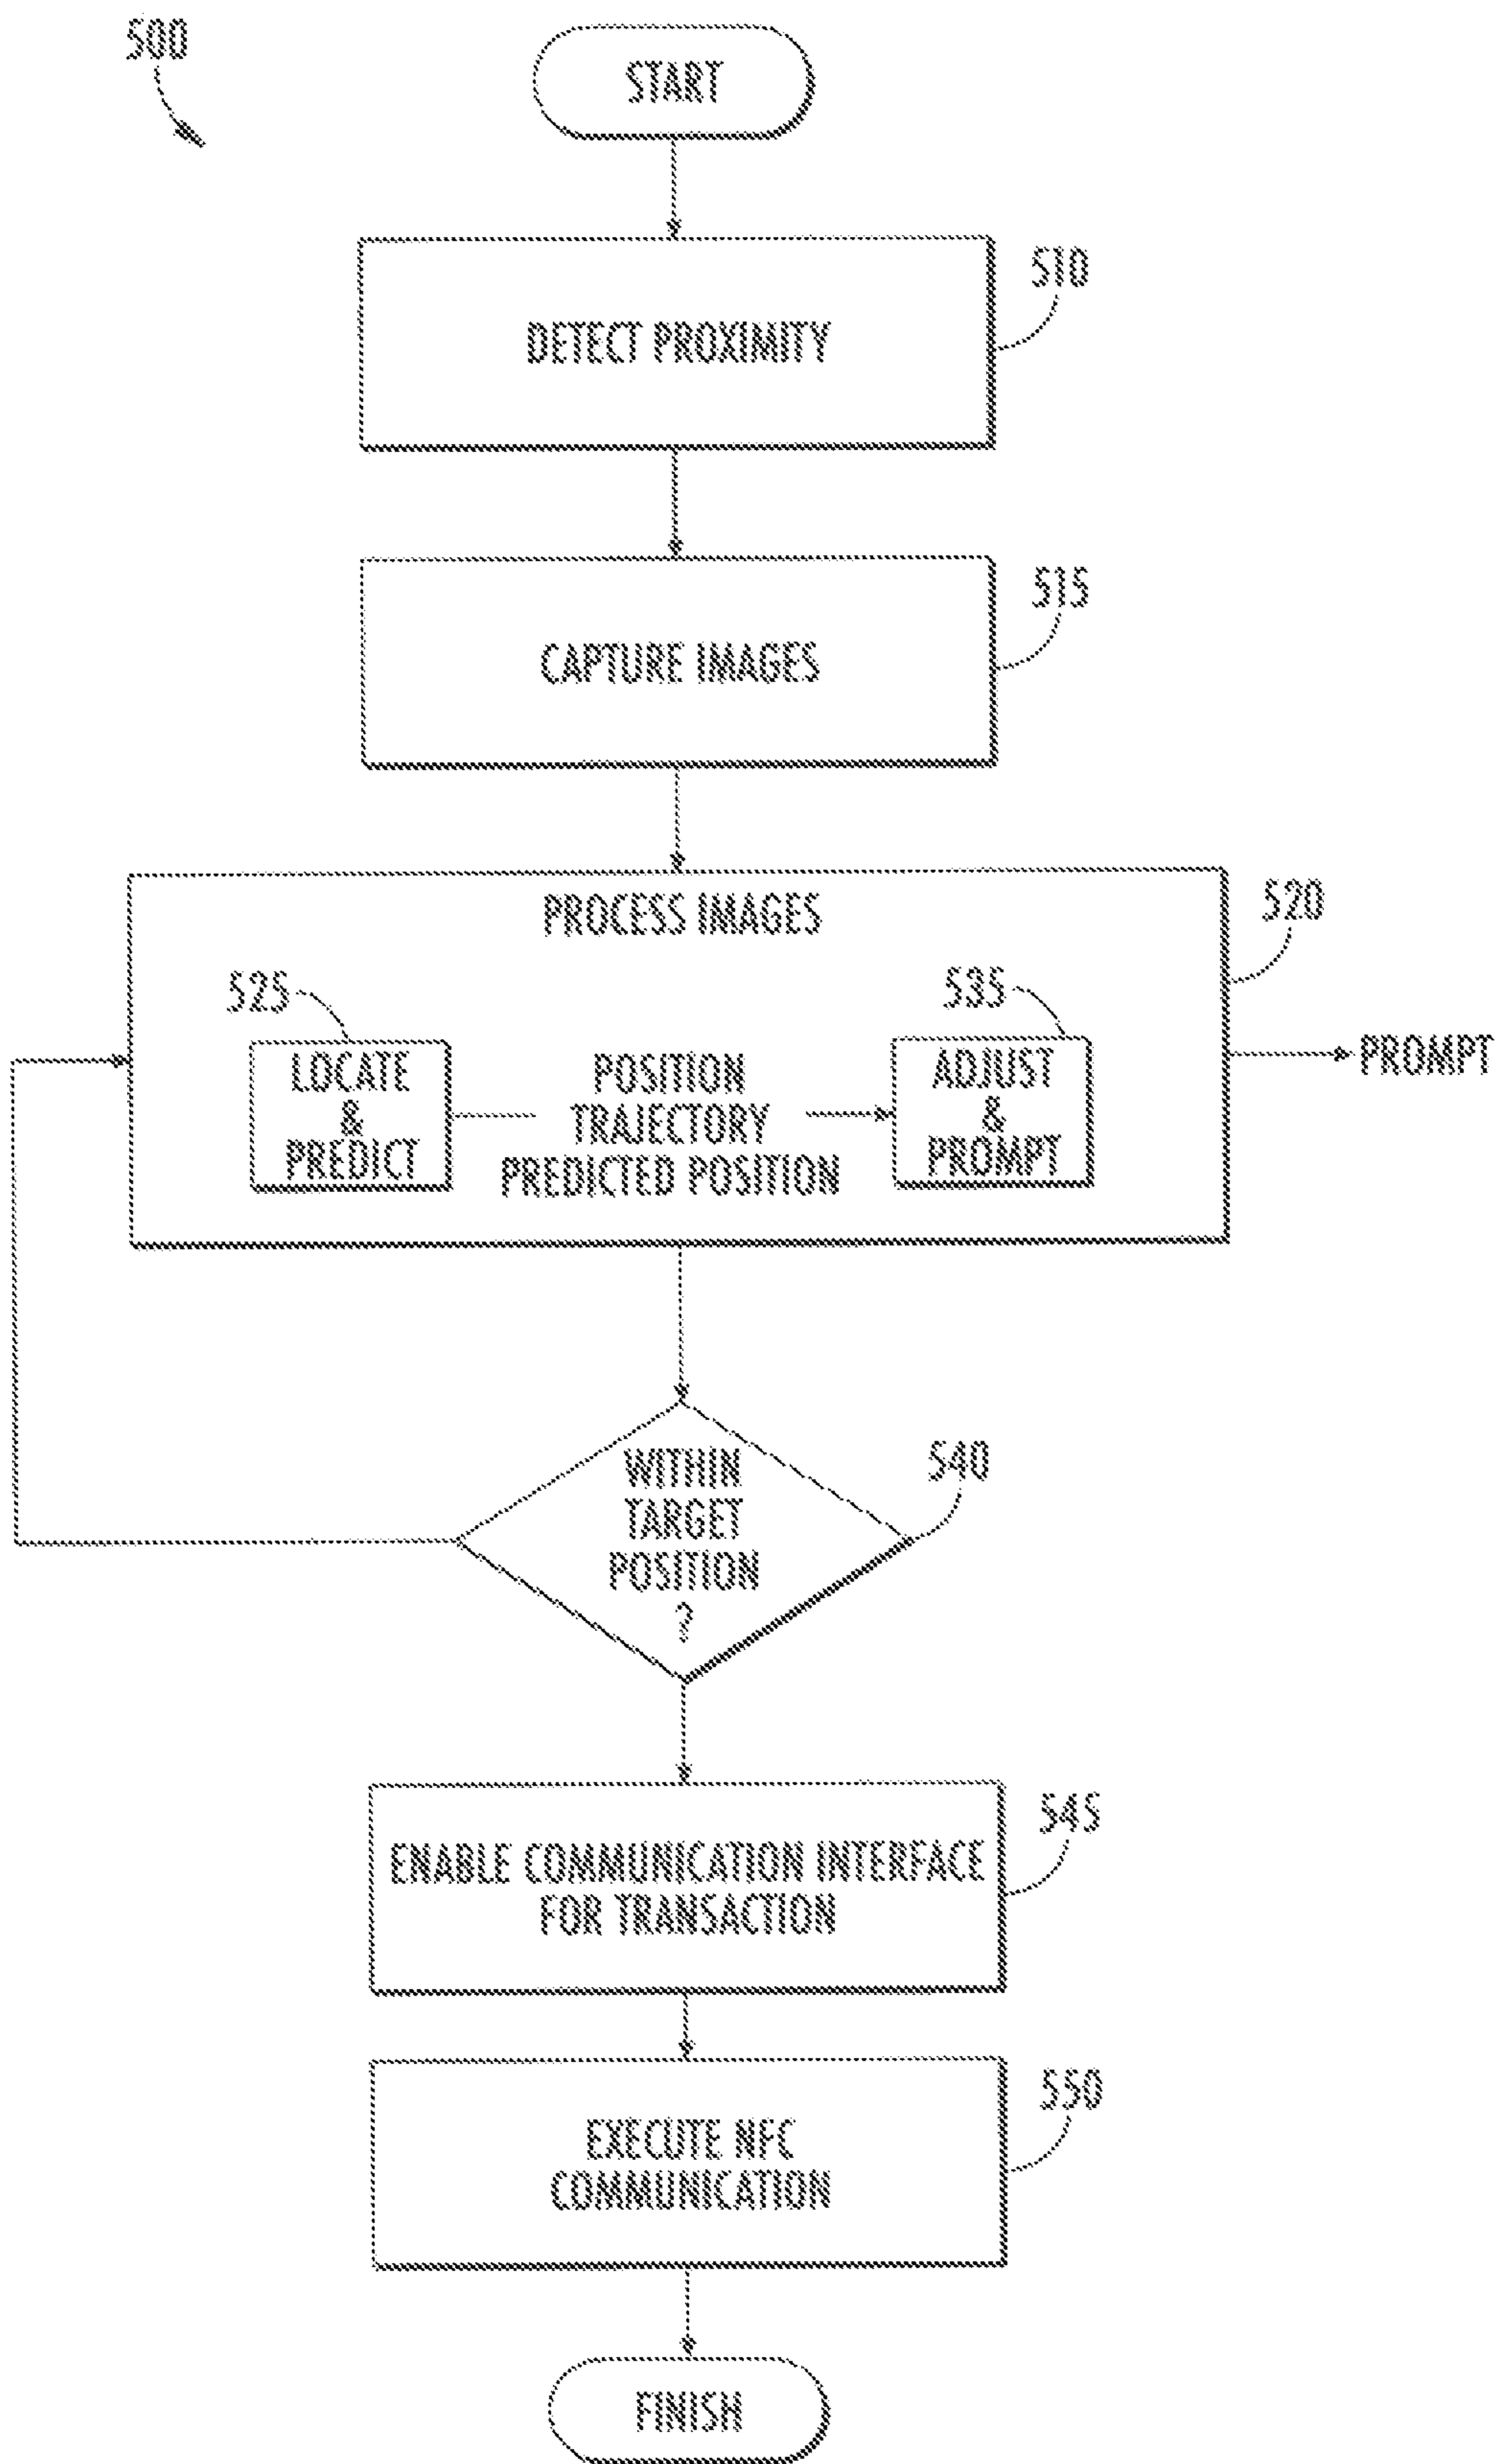 500
START
510
DETECT PROXIMITY
515
CAPTURE IMAGES
520
PROCESS IMAGES
525
LOCATE
&
PREDICT
POSITION
TRAJECTORY
PREDICTED POSITION
535
ADJUST
&
PROMPT
PROMPT
540
WITHIN
TARGET
POSITION
?
545
ENABLE COMMUNICATION INTERFACE
FOR TRANSACTION
550
EXECUTE NFC
COMMUNICATION
FINISH